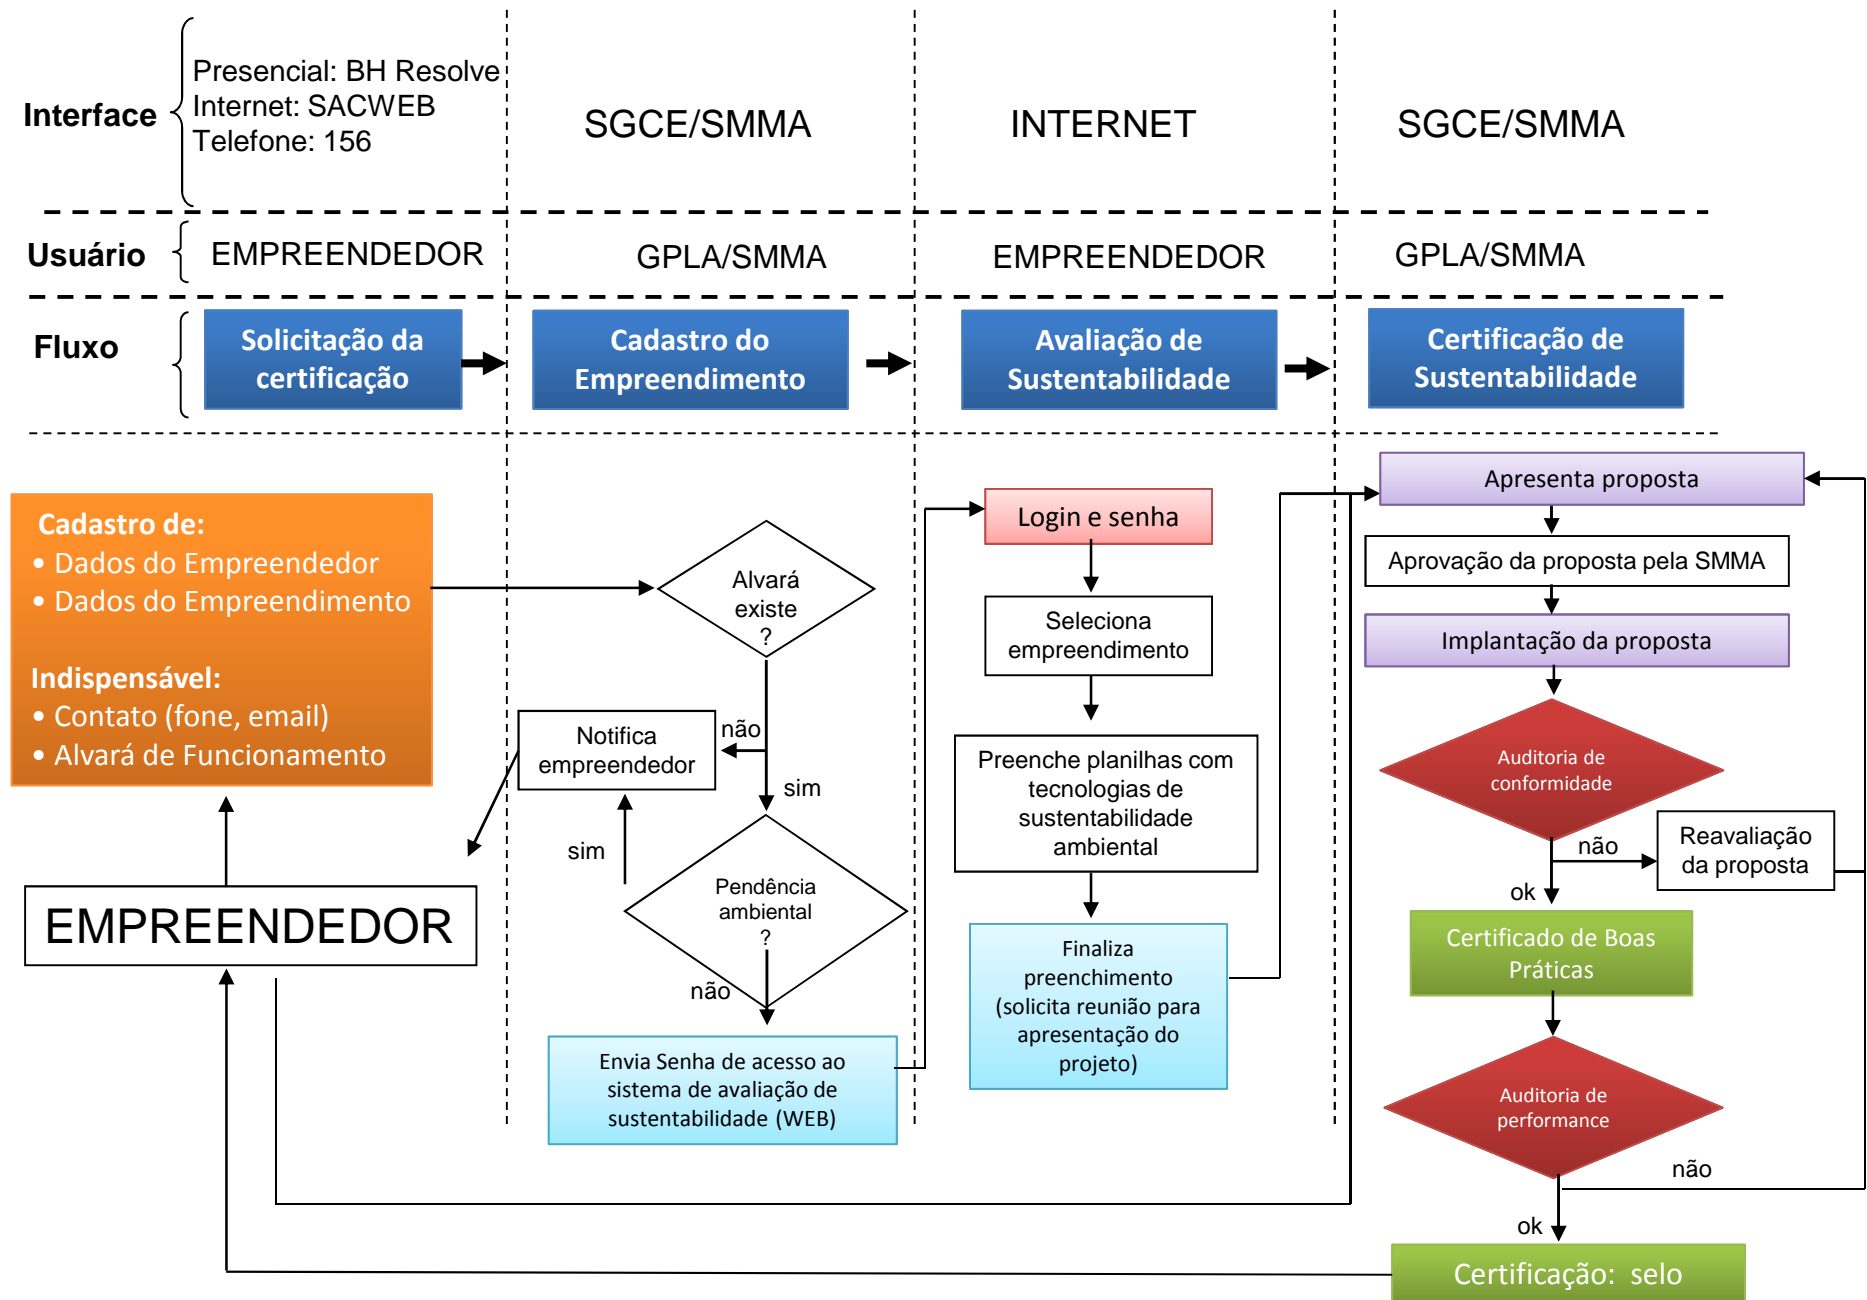 Interface
Presencial: BH Resolve
Internet: SACWEB
Telefone: 156
SGCE/SMMA
INTERNET
SGCE/SMMA
Usuário
EMPREENDEDOR
GPLA/SMMA
EMPREENDEDOR
GPLA/SMMA
Fluxo
Solicitação da
certificação
Cadastro do
Empreendimento
Avaliação de
Sustentabilidade
Certificação de
Sustentabilidade
Cadastro de:
• Dados do Empreendedor
• Dados do Empreendimento
Indispensável:
• Contato (fone, email)
• Alvará de Funcionamento
EMPREENDEDOR
Alvará
existe
?
não
Notifica
empreendedor
sim
sim
Pendência
ambiental
?
não
Envia Senha de acesso ao
sistema de avaliação de
sustentabilidade (WEB)
Login e senha
Seleciona
empreendimento
Preenche planilhas com
tecnologias de
sustentabilidade
ambiental
Finaliza
preenchimento
(solicita reunião para
apresentação do
projeto)
Apresenta proposta
Aprovação da proposta pela SMMA
Implantação da proposta
Auditoria de
conformidade
não
Reavaliação
da proposta
ok
Certificado de Boas
Práticas
Auditoria de
performance
não
ok
Certificação: selo